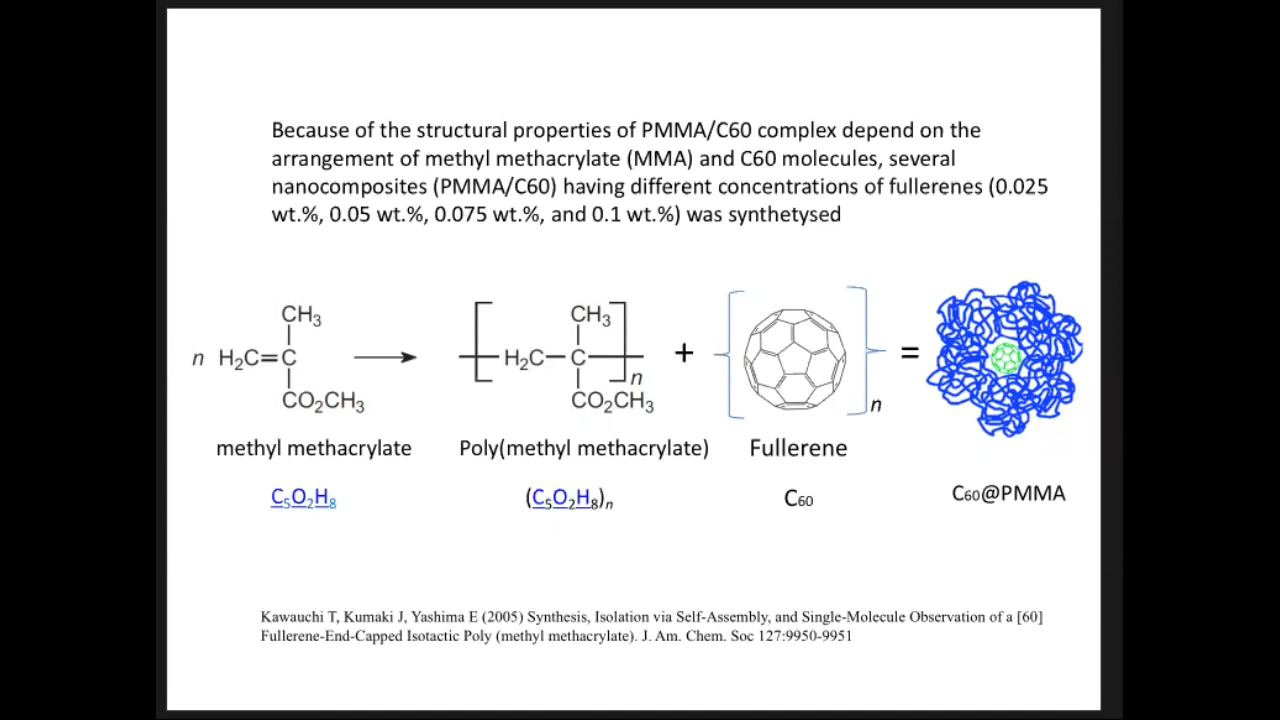 Because of the structural properties of PMMA/C60 complex depend on the
arrangement of methyl methacrylate (MMA) and C60 molecules, several
nanocomposites (PMMA/C60) having different concentrations of fullerenes (0.025
wt.%, 0.05 wt.%, 0.075 wt.%, and 0.1 wt.%) was synthetysed
CH₃ CH₃
n H₂C=C H₂C—C + =
n n
CO₂CH₃ CO₂CH₃
methyl methacrylate Poly(methyl methacrylate) Fullerene
C₅O₂H₈ (C₅O₂H₈)ₙ C₆₀ C₆₀@PMMA
Kawauchi T, Kumaki J, Yashima E (2005) Synthesis, Isolation via Self-Assembly, and Single-Molecule Observation of a [60]
Fullerene-End-Capped Isotactic Poly (methyl methacrylate). J. Am. Chem. Soc 127:9950-9951